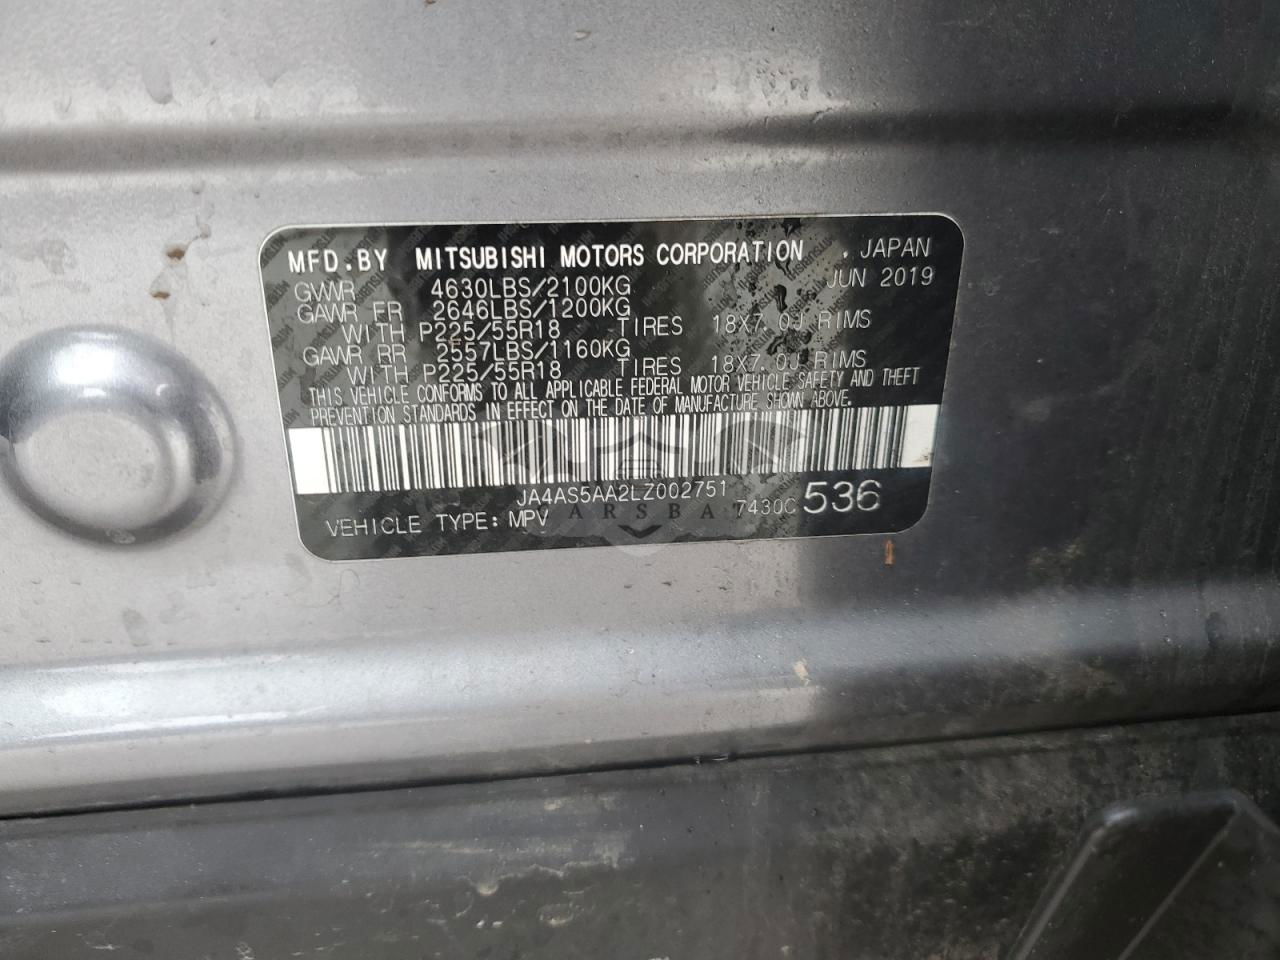 MFD.BY MITSUBISHI MOTORS CORPORATION . JAPAN
GVWR 4630LBS/2100KG JUN 2019
GAWR FR 2646LBS/1200KG
WITH P225/55R18 TIRES 18X7.0J RIMS
GAWR RR 2557LBS/1160KG
WITH P225/55R18 TIRES 18X7.0J RIMS
THIS VEHICLE CONFORMS TO ALL APPLICABLE FEDERAL MOTOR VEHICLE SAFETY AND THEFT
PREVENTION STANDARDS IN EFFECT ON THE DATE OF MANUFACTURE SHOWN ABOVE.
JA4AS5AA2LZ002751
VEHICLE TYPE: MPV 7430C 536